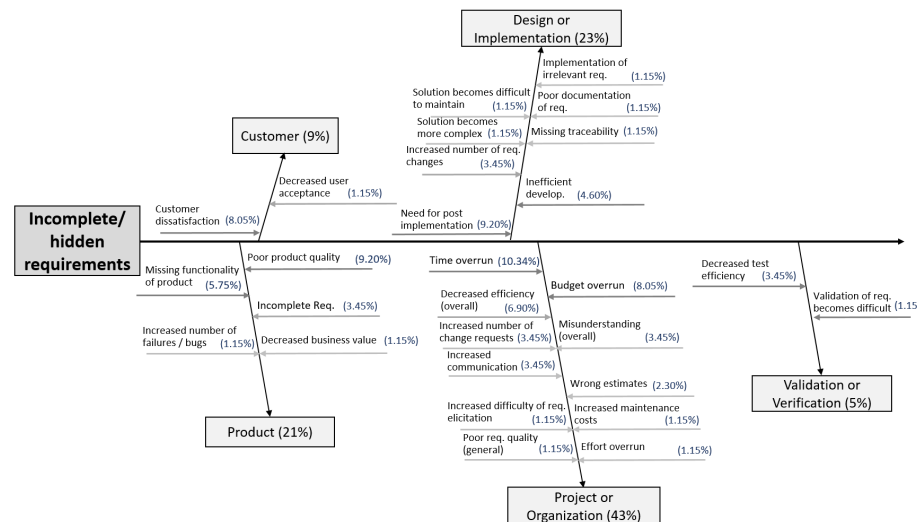 Design or
Implementation (23%)
Implementation of
irrelevant req. (1.15%)
Solution becomes difficult
to maintain (1.15%)
Poor documentation
of req. (1.15%)
Solution becomes
more complex (1.15%)
Missing traceability (1.15%)
Increased number of req.
changes (3.45%)
Customer (9%)
Decreased user
acceptance (1.15%)
Inefficient
develop. (4.60%)
Customer
dissatisfaction (8.05%)
Need for post
implementation (9.20%)
Incomplete/
hidden
requirements
Poor product quality (9.20%)
Missing functionality
of product (5.75%)
Incomplete Req. (3.45%)
Increased number of
failures / bugs (1.15%)
Decreased business value (1.15%)
Product (21%)
Time overrun (10.34%)
Budget overrun (8.05%)
Decreased efficiency
(overall) (6.90%)
Increased number of
change requests (3.45%)
Misunderstanding
(overall) (3.45%)
Increased
communication (3.45%)
Wrong estimates (2.30%)
Increased difficulty of req.
elicitation (1.15%)
Increased maintenance
costs (1.15%)
Poor req. quality
(general) (1.15%)
Effort overrun (1.15%)
Project or
Organization (43%)
Decreased test
efficiency (3.45%)
Validation of req.
becomes difficult (1.15
Validation or
Verification (5%)